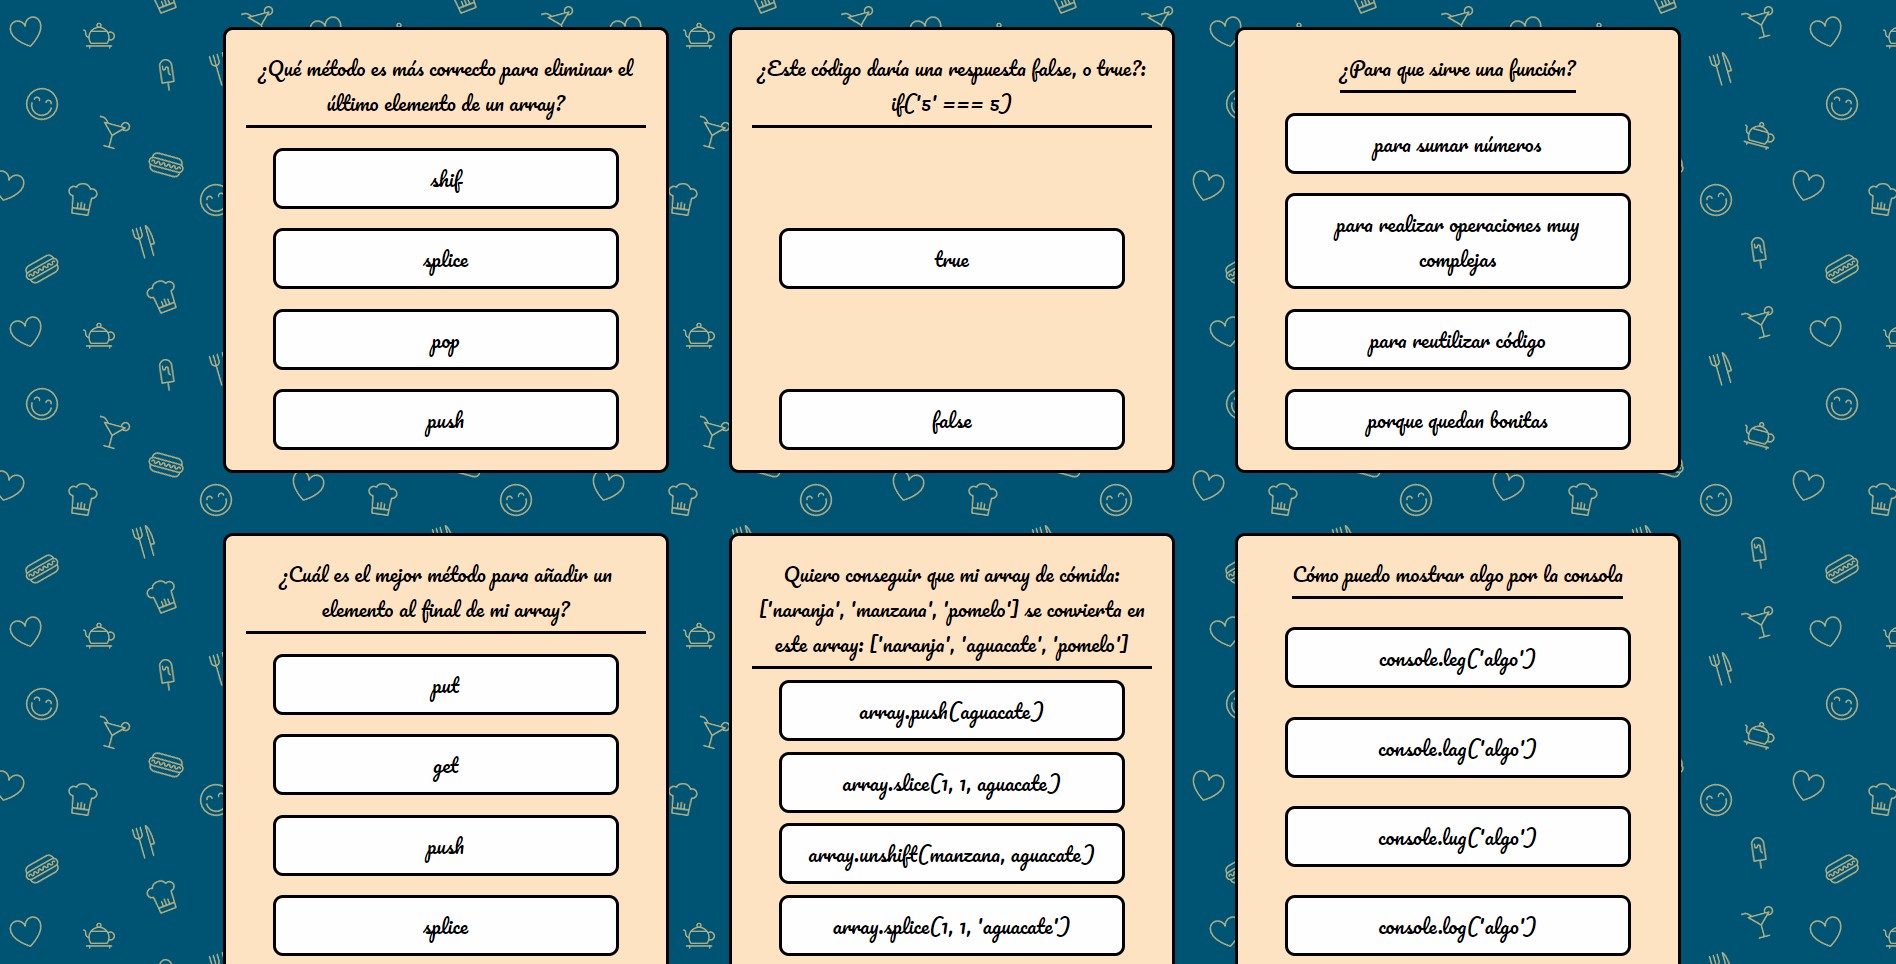 ¿Qué método es más correcto para eliminar el
último elemento de un array?
shif
splice
pop
push
¿Este código daría una respuesta false, o true?:
if('5' === 5)
true
false
¿Para que sirve una función?
para sumar números
para realizar operaciones muy
complejas
para reutilizar código
porque quedan bonitas
¿Cuál es el mejor método para añadir un
elemento al final de mi array?
put
get
push
splice
Quiero conseguir que mi array de cómida:
['naranja', 'manzana', 'pomelo'] se convierta en
este array: ['naranja', 'aguacate', 'pomelo']
array.push(aguacate)
array.slice(1, 1, aguacate)
array.unshift(manzana, aguacate)
array.splice(1, 1, 'aguacate')
Cómo puedo mostrar algo por la consola
console.leg('algo')
console.lag('algo')
console.lug('algo')
console.log('algo')